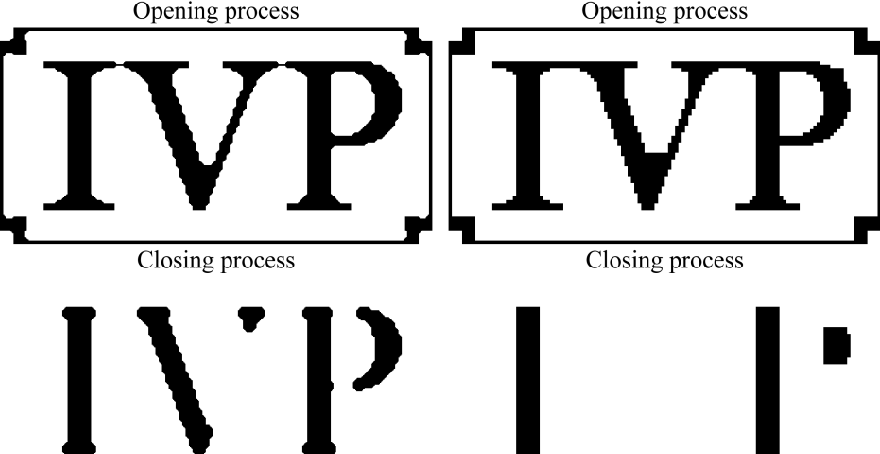 Opening process Opening process
IVP IVP
Closing process Closing process
IVP I